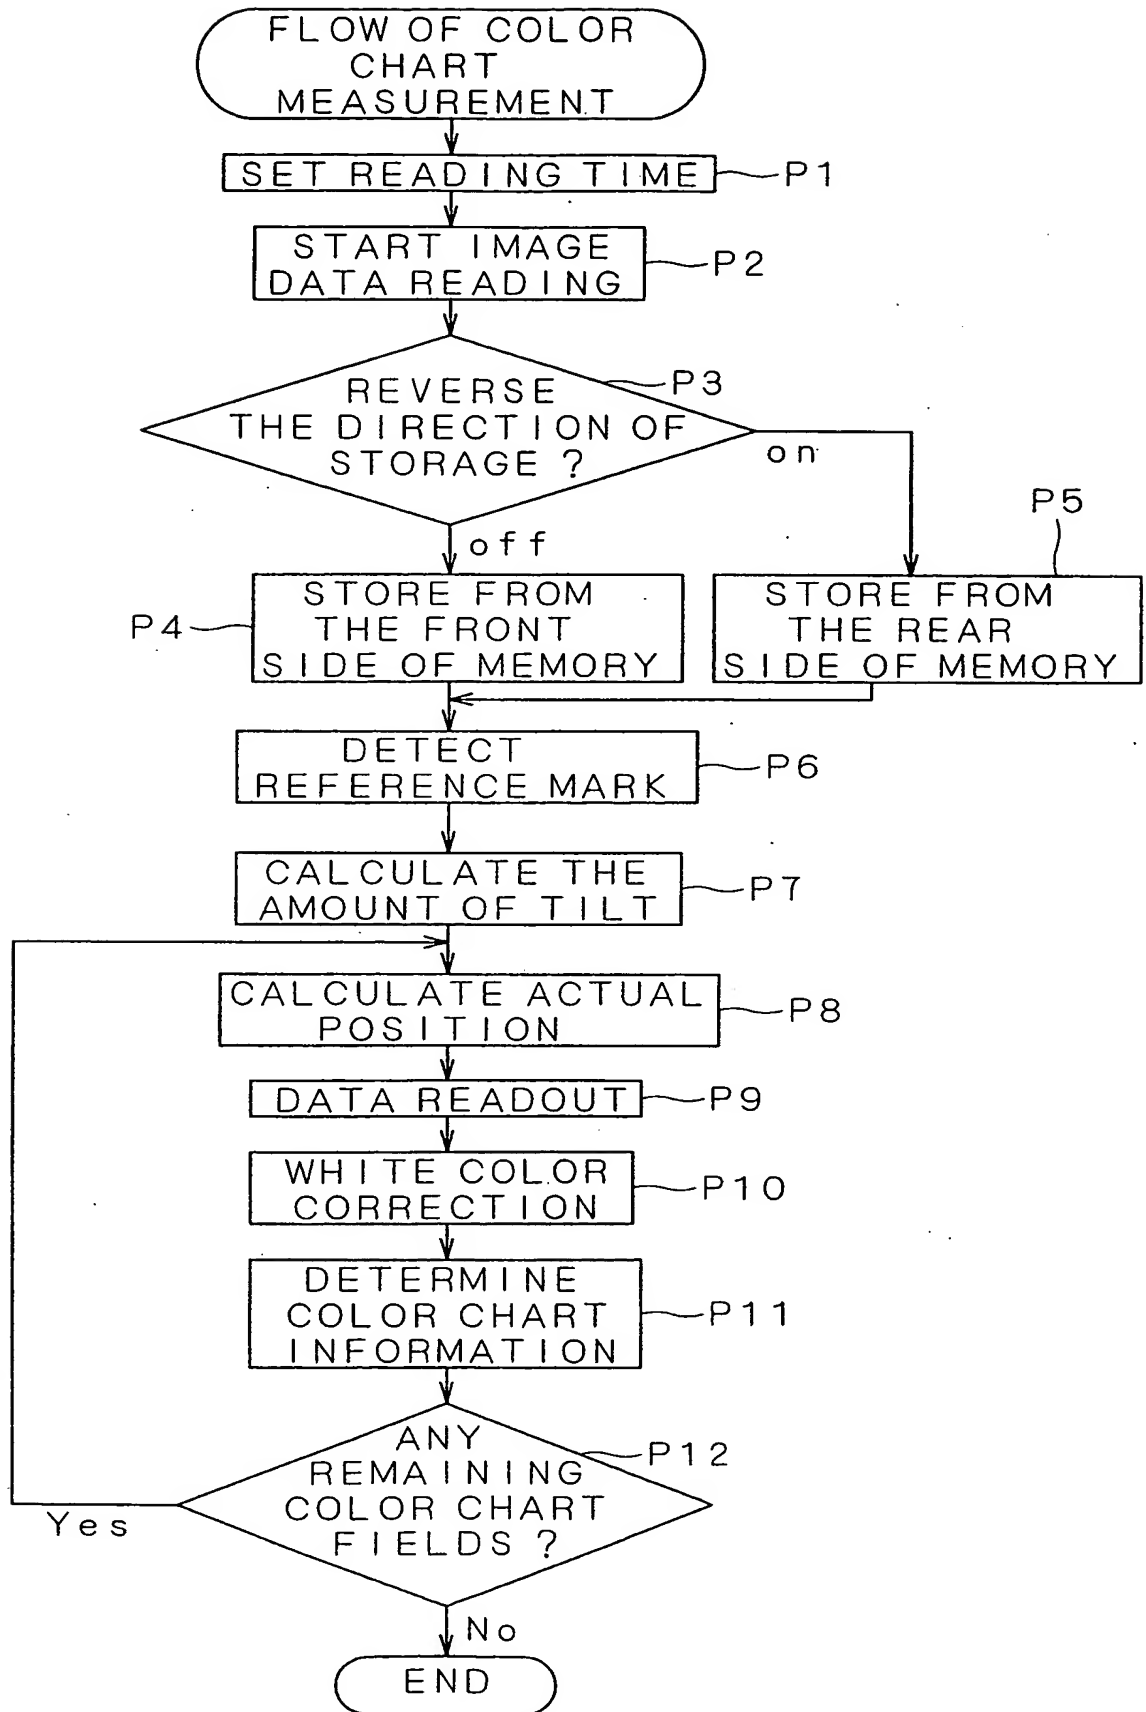 FLOW OF COLOR
CHART
MEASUREMENT
SET READING TIME
P1
START IMAGE
DATA READING
P2
P3
REVERSE
THE DIRECTION OF
STORAGE ?
on
off
P5
STORE FROM
THE FRONT
SIDE OF MEMORY
P4
STORE FROM
THE REAR
SIDE OF MEMORY
DETECT
REFERENCE MARK
P6
CALCULATE THE
AMOUNT OF TILT
P7
CALCULATE ACTUAL
POSITION
P8
DATA READOUT
P9
WHITE COLOR
CORRECTION
P10
DETERMINE
COLOR CHART
INFORMATION
P11
ANY
REMAINING
COLOR CHART
FIELDS ?
P12
Yes
No
END